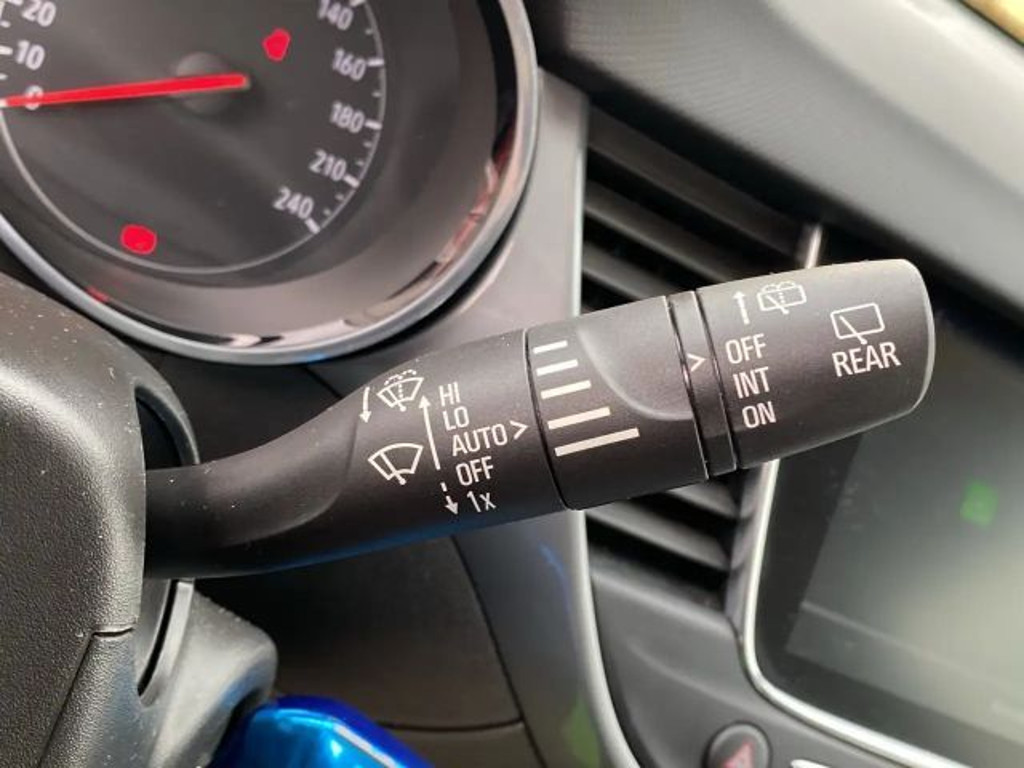 20
10
0
140
160
180
210
240
HI
LO
AUTO >
OFF
1x
>
OFF
INT
ON
REAR